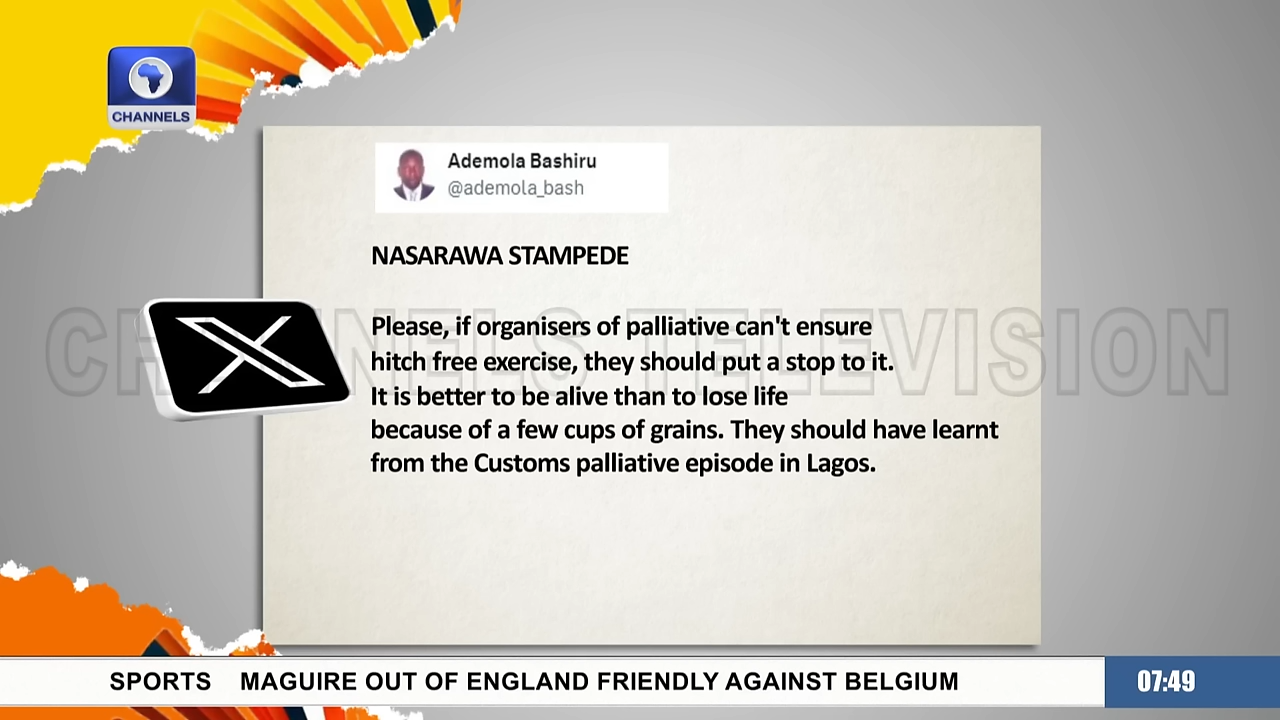 CHANNELS
Ademola Bashiru
@ademola_bash
NASARAWA STAMPEDE
Please, if organisers of palliative can't ensure
hitch free exercise, they should put a stop to it.
It is better to be alive than to lose life
because of a few cups of grains. They should have learnt
from the Customs palliative episode in Lagos.
CHANNELS TELEVISION
SPORTS MAGUIRE OUT OF ENGLAND FRIENDLY AGAINST BELGIUM
07:49